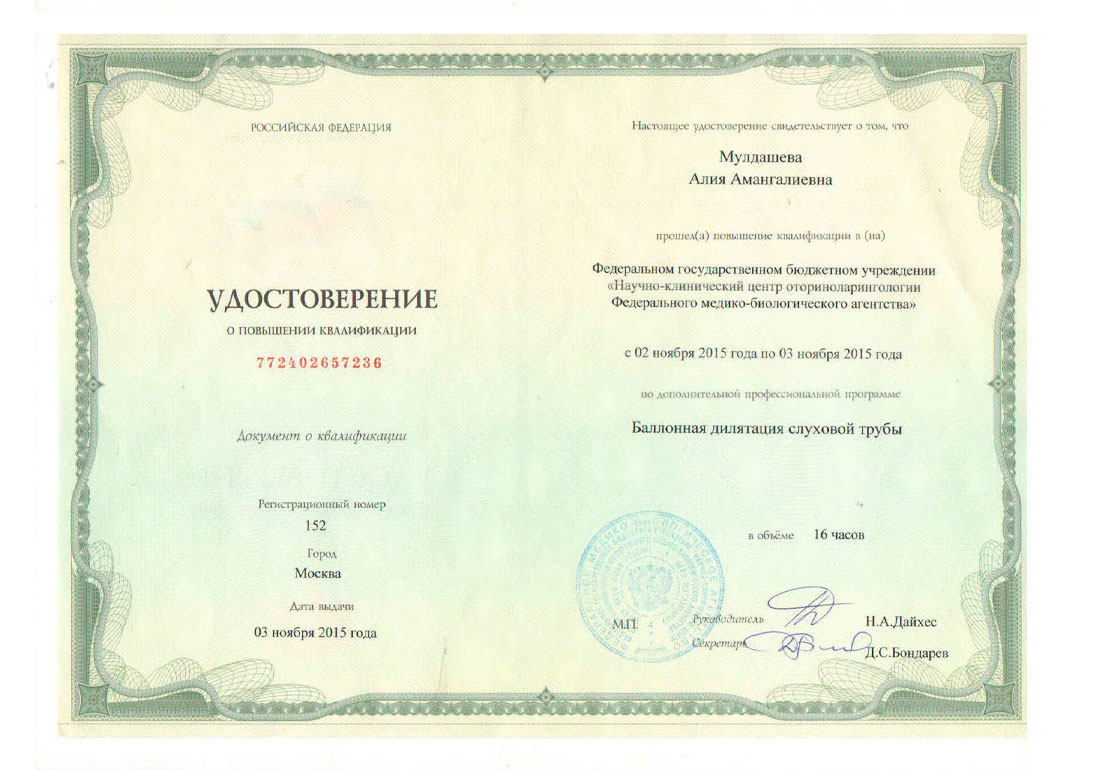 РОССИЙСКАЯ ФЕДЕРАЦИЯ
УДОСТОВЕРЕНИЕ
О ПОВЫШЕНИИ КВАЛИФИКАЦИИ
772402657236
Документ о квалификации
Регистрационный номер
152
Город
Москва
Дата выдачи
03 ноября 2015 года
Настоящее удостоверение свидетельствует о том, что
Мулдашева
Алия Амангалиевна
прошел(а) повышение квалификации в (на)
Федеральном государственном бюджетном учреждении
«Научно-клинический центр оториноларингологии
Федерального медико-биологического агентства»
с 02 ноября 2015 года по 03 ноября 2015 года
по дополнительной профессиональной программе
Баллонная дилятация слуховой трубы
в объёме 16 часов
М.П. Руководитель Н.А.Дайхес
Секретарь Д.С.Бондарев